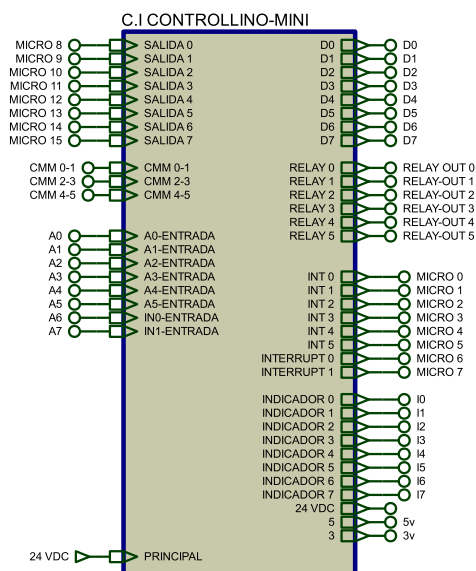 C.I CONTROLLINO-MINI
MICRO 8 SALIDA 0 D0 D0
MICRO 9 SALIDA 1 D1 D1
MICRO 10 SALIDA 2 D2 D2
MICRO 11 SALIDA 3 D3 D3
MICRO 12 SALIDA 4 D4 D4
MICRO 13 SALIDA 5 D5 D5
MICRO 14 SALIDA 6 D6 D6
MICRO 15 SALIDA 7 D7 D7
CMM 0-1 CMM 0-1 RELAY 0 RELAY OUT 0
CMM 2-3 CMM 2-3 RELAY 1 RELAY-OUT 1
CMM 4-5 CMM 4-5 RELAY 2 RELAY-OUT 2
RELAY 3 RELAY-OUT 3
RELAY 4 RELAY-OUT 4
A0 A0-ENTRADA RELAY 5 RELAY-OUT 5
A1 A1-ENTRADA
A2 A2-ENTRADA
A3 A3-ENTRADA INT 0 MICRO 0
A4 A4-ENTRADA INT 1 MICRO 1
A5 A5-ENTRADA INT 2 MICRO 2
A6 IN0-ENTRADA INT 3 MICRO 3
A7 IN1-ENTRADA INT 4 MICRO 4
INT 5 MICRO 5
INTERRUPT 0 MICRO 6
INTERRUPT 1 MICRO 7
INDICADOR 0 I0
INDICADOR 1 I1
INDICADOR 2 I2
INDICADOR 3 I3
INDICADOR 4 I4
INDICADOR 5 I5
INDICADOR 6 I6
INDICADOR 7 I7
24 VDC
5 5v
3 3v
24 VDC PRINCIPAL